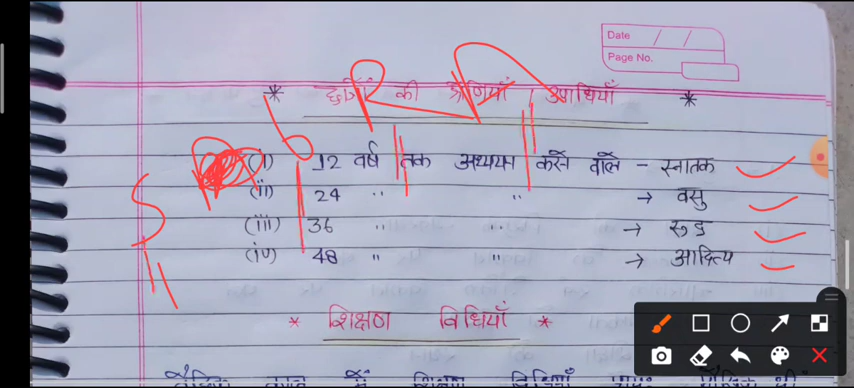 Date / /
Page No.
* छात्रों की श्रेणियाँ / उपाधियाँ *
(i) 12 वर्ष तक अध्ययन करने वाले - स्नातक
(ii) 24 " " → वसु
(iii) 36 " " → रुद्र
(iv) 48 " " → आदित्य
* शिक्षण विधियाँ *